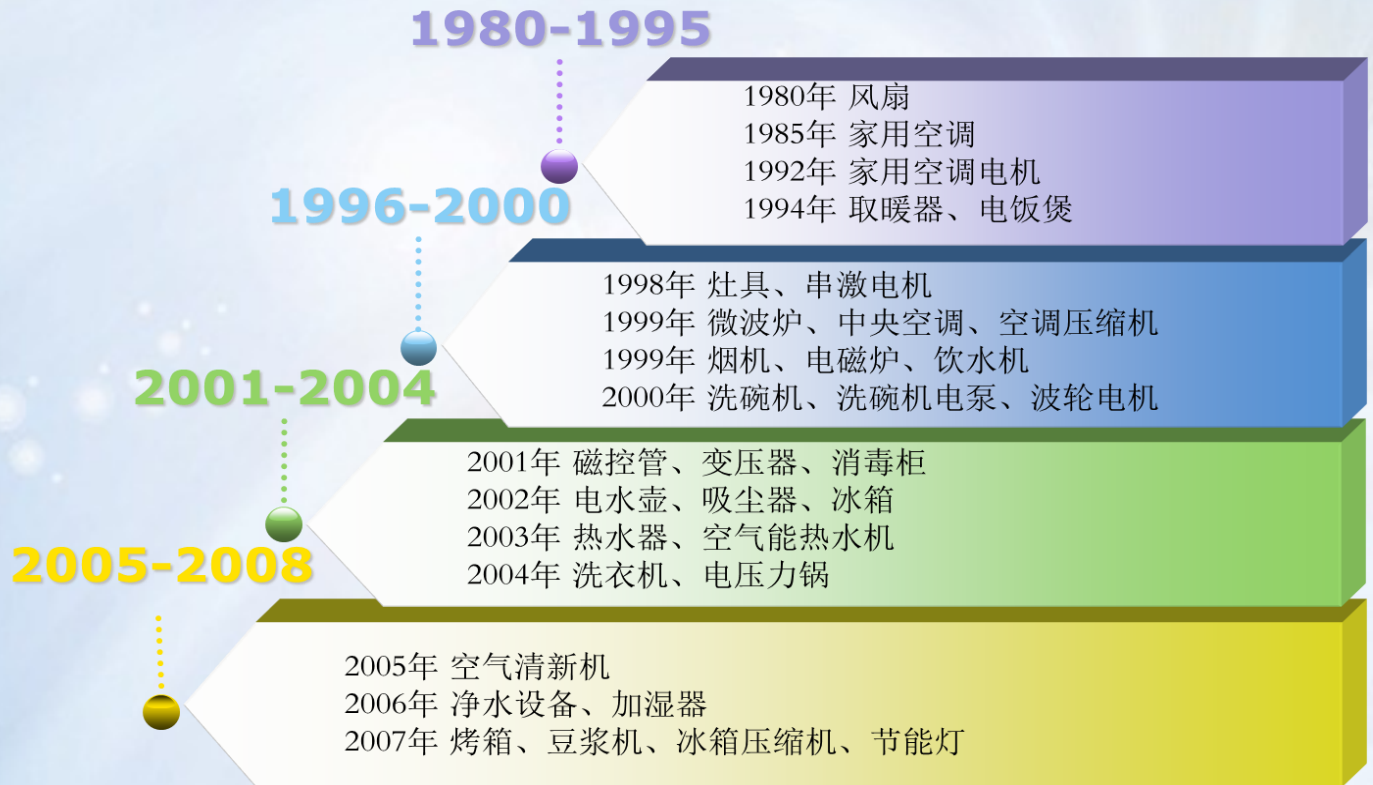 1980-1995
1980年 风扇
1985年 家用空调
1992年 家用空调电机
1994年 取暖器、电饭煲
1996-2000
1998年 灶具、串激电机
1999年 微波炉、中央空调、空调压缩机
1999年 烟机、电磁炉、饮水机
2000年 洗碗机、洗碗机电泵、波轮电机
2001-2004
2001年 磁控管、变压器、消毒柜
2002年 电水壶、吸尘器、冰箱
2003年 热水器、空气能热水机
2004年 洗衣机、电压力锅
2005-2008
2005年 空气清新机
2006年 净水设备、加湿器
2007年 烤箱、豆浆机、冰箱压缩机、节能灯